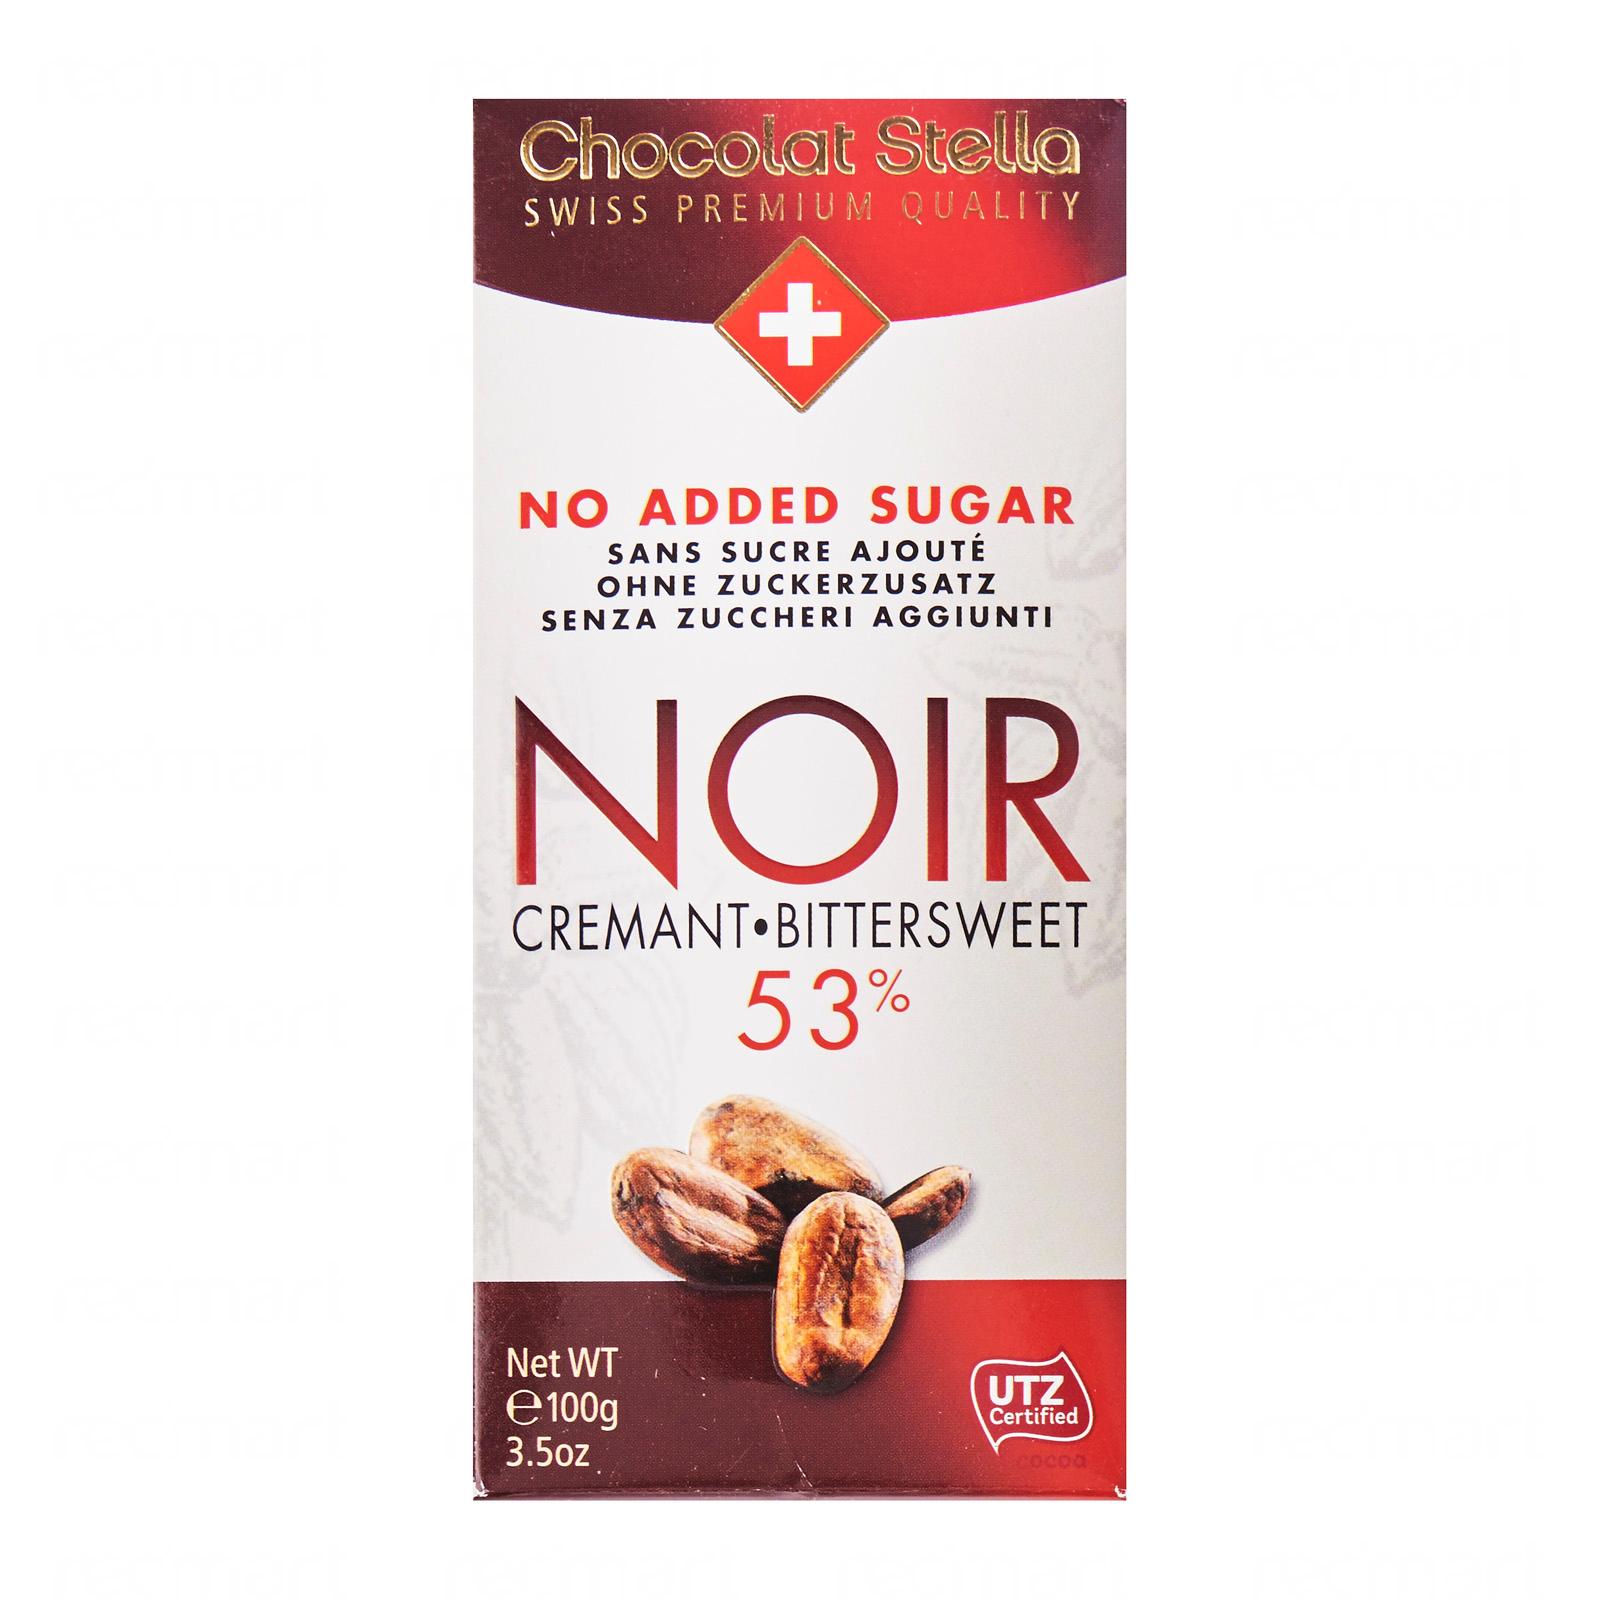 Chocolat Stella
SWISS PREMIUM QUALITY
NO ADDED SUGAR
SANS SUCRE AJOUTÉ
OHNE ZUCKERZUSATZ
SENZA ZUCCHERI AGGIUNTI
NOIR
CREMANT•BITTERSWEET
53%
Net WT
℮100g
3.5oz
UTZ
Certified
cocoa